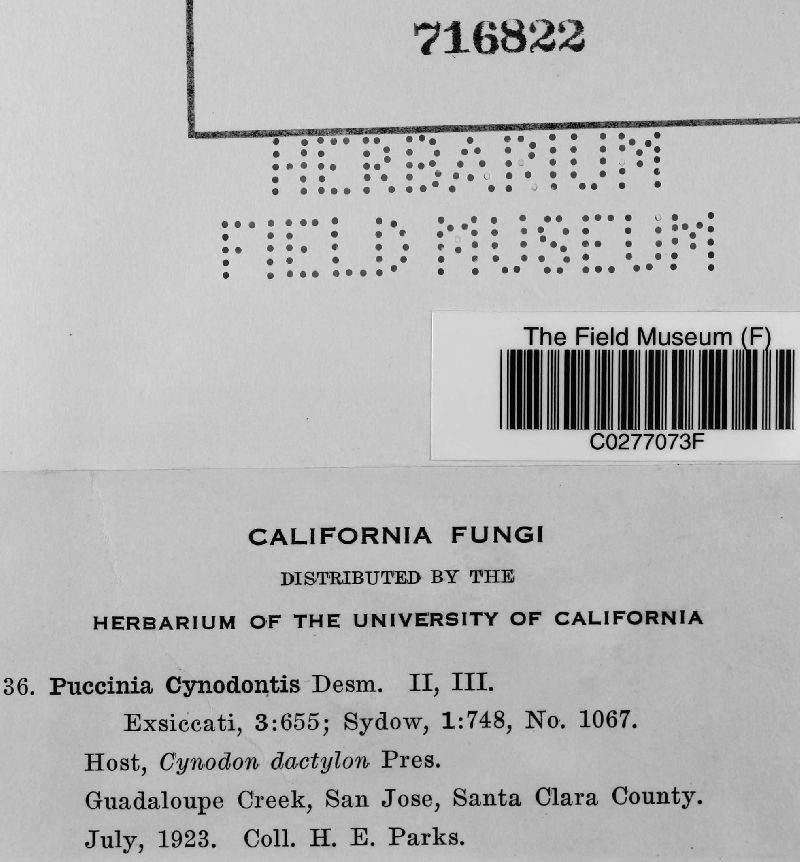 716822
HERBARIUM
FIELD MUSEUM
The Field Museum (F)
C0277073F
CALIFORNIA FUNGI
DISTRIBUTED BY THE
HERBARIUM OF THE UNIVERSITY OF CALIFORNIA
36. Puccinia Cynodontis Desm. II, III.
Exsiccati, 3:655; Sydow, 1:748, No. 1067.
Host, Cynodon dactylon Pres.
Guadaloupe Creek, San Jose, Santa Clara County.
July, 1923. Coll. H. E. Parks.